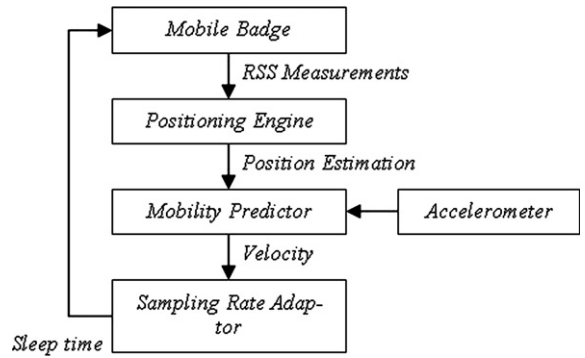 Mobile Badge
RSS Measurements
Positioning Engine
Position Estimation
Mobility Predictor
Accelerometer
Velocity
Sampling Rate Adap-
tor
Sleep time